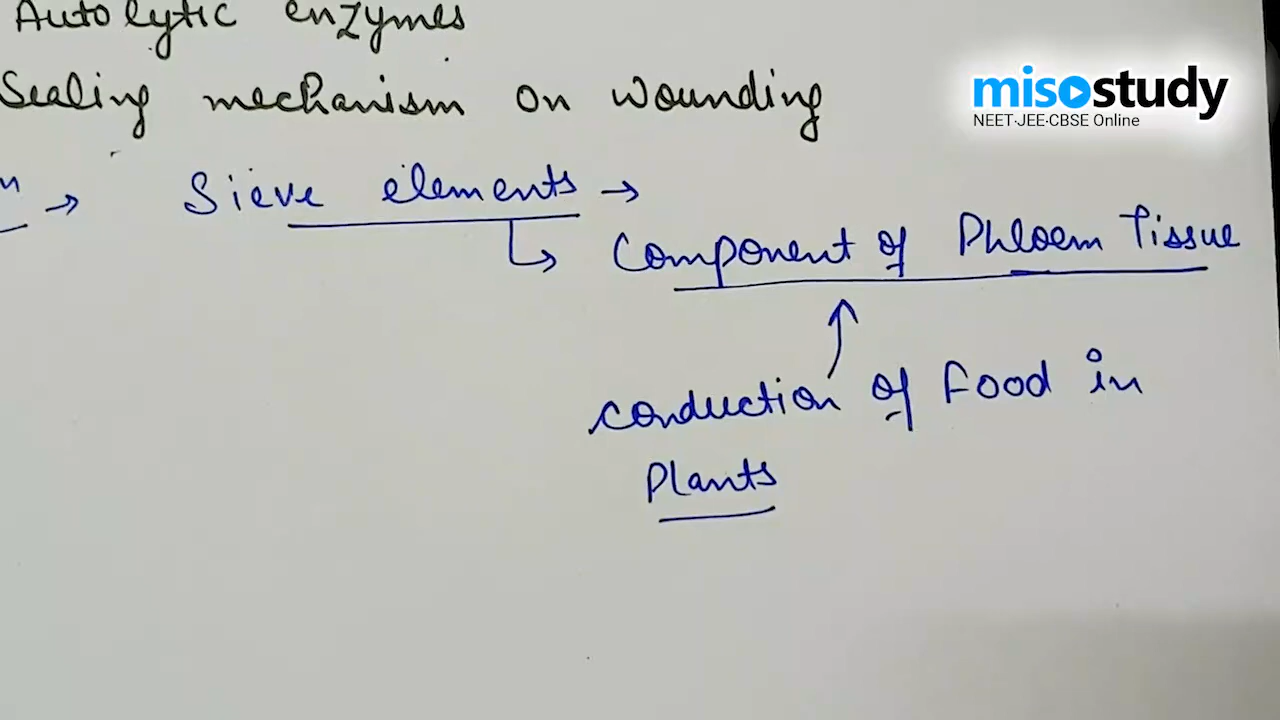 Autolytic enzymes
misostudy
NEET-JEE-CBSE Online
Sealing mechanism on wounding
→ Sieve elements →
↳ Component of Phloem Tissue
↑
conduction of Food in
Plants